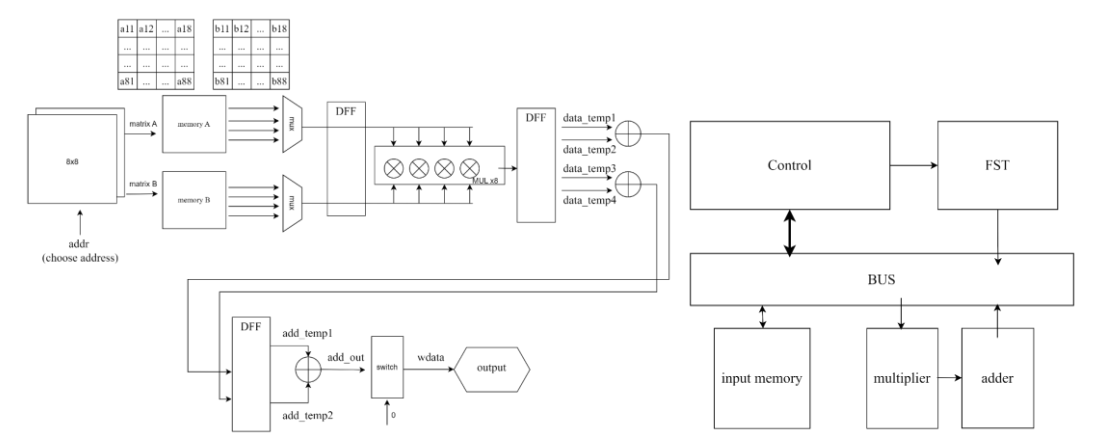 a11 a12 ... a18
... ... ... ...
... ... ... ...
a81 ... ... a88
b11 b12 ... b18
... ... ... ...
... ... ... ...
b81 ... ... b88
8x8
addr
(choose address)
matrix A
memory A
mux
matrix B
memory B
mux
DFF
MUL x8
DFF
data_temp1
data_temp2
data_temp3
data_temp4
DFF
add_temp1
add_temp2
add_out
switch
0
wdata
output
Control
FST
BUS
input memory
multiplier
adder